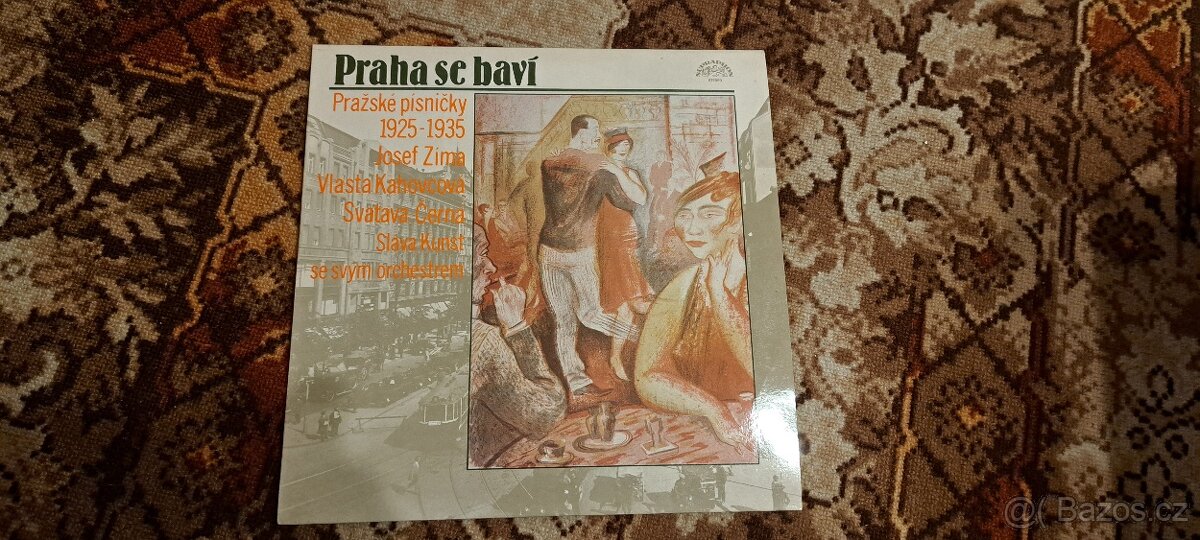 Praha se baví
SUPRAPHON
STEREO
Pražské písničky
1925-1935
Josef Zíma
Vlasta Kahovcová
Svatava Černá
Sláva Kunst
se svým orchestrem
@( Bazos.cz